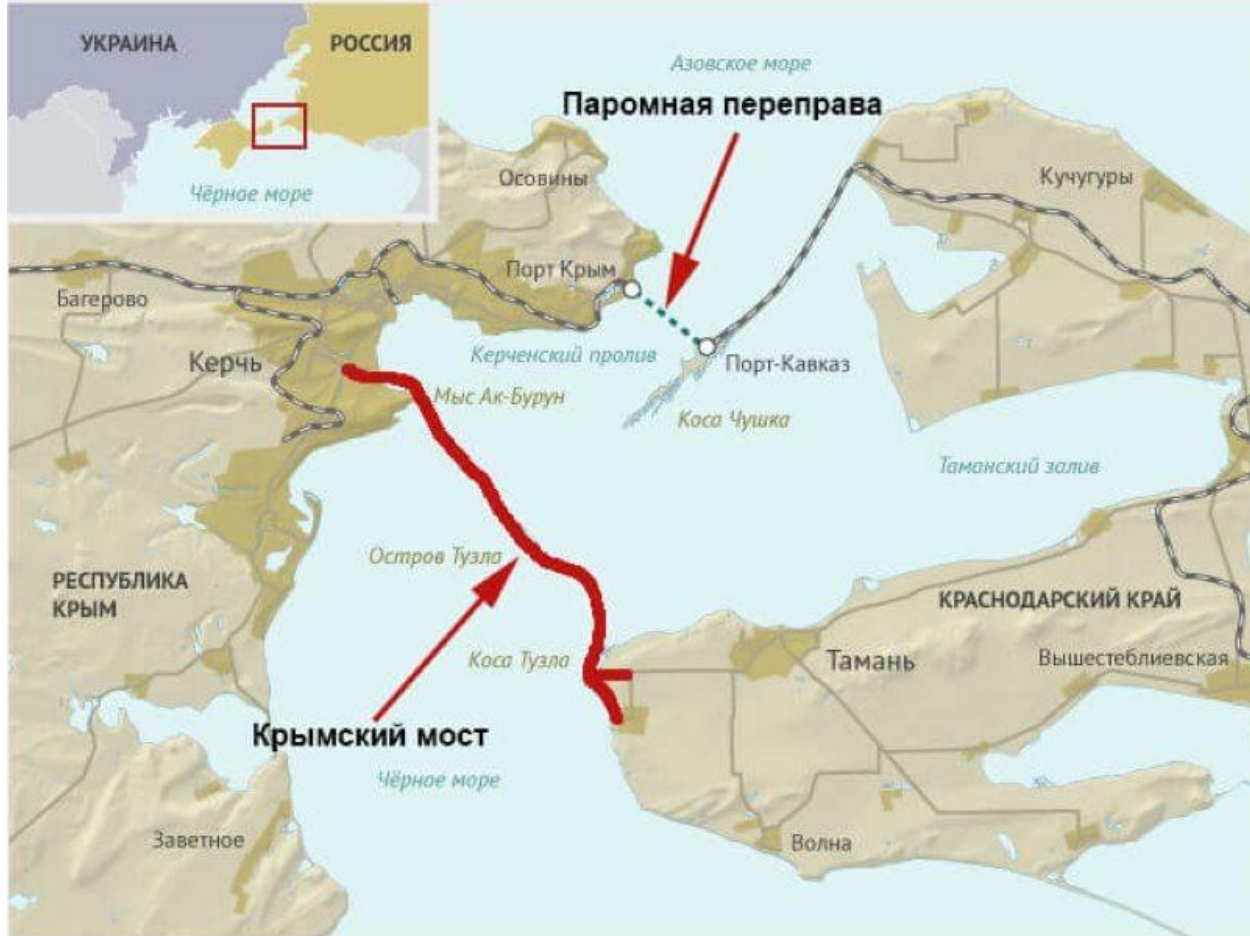 УКРАИНА
РОССИЯ
Чёрное море
Азовское море
Паромная переправа
Осовины
Кучугуры
Порт Крым
Багерово
Керченский пролив
Керчь
Порт-Кавказ
Мыс Ак-Бурун
Коса Чушка
Таманский залив
Остров Тузла
РЕСПУБЛИКА
КРЫМ
КРАСНОДАРСКИЙ КРАЙ
Коса Тузла
Тамань
Вышестеблиевская
Крымский мост
Чёрное море
Заветное
Волна